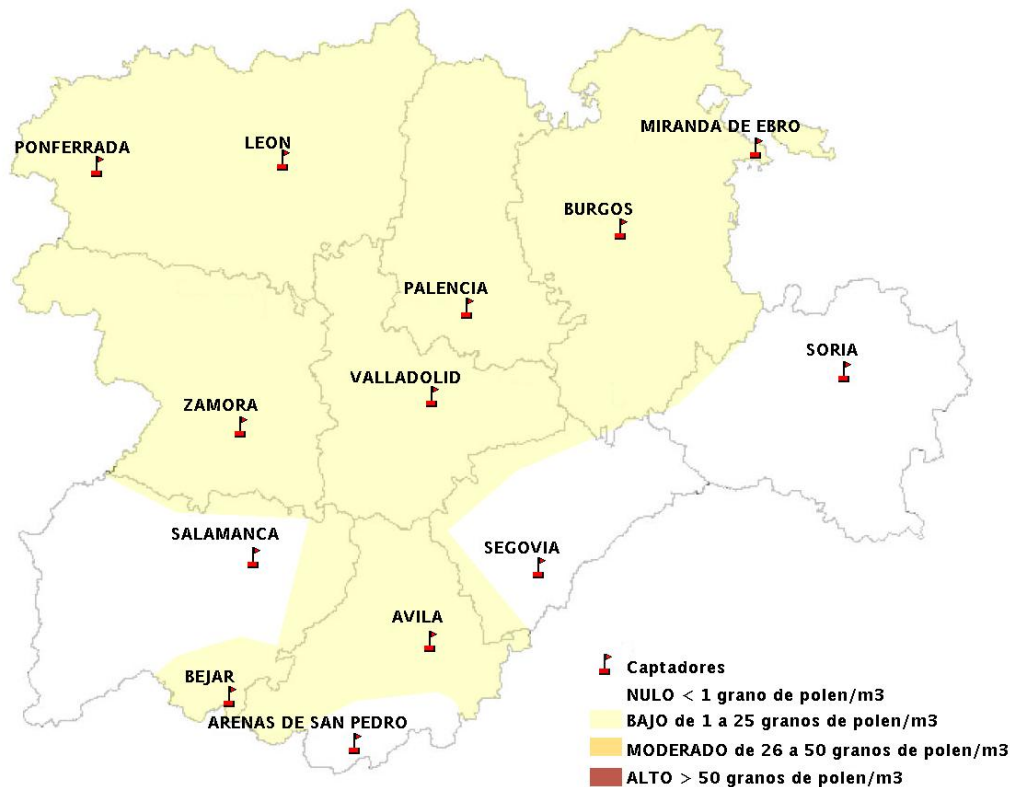 MIRANDA DE EBRO
PONFERRADA
LEON
BURGOS
PALENCIA
SORIA
VALLADOLID
ZAMORA
SALAMANCA
SEGOVIA
AVILA
BEJAR
ARENAS DE SAN PEDRO
Captadores
NULO < 1 grano de polen/m3
BAJO de 1 a 25 granos de polen/m3
MODERADO de 26 a 50 granos de polen/m3
ALTO > 50 granos de polen/m3